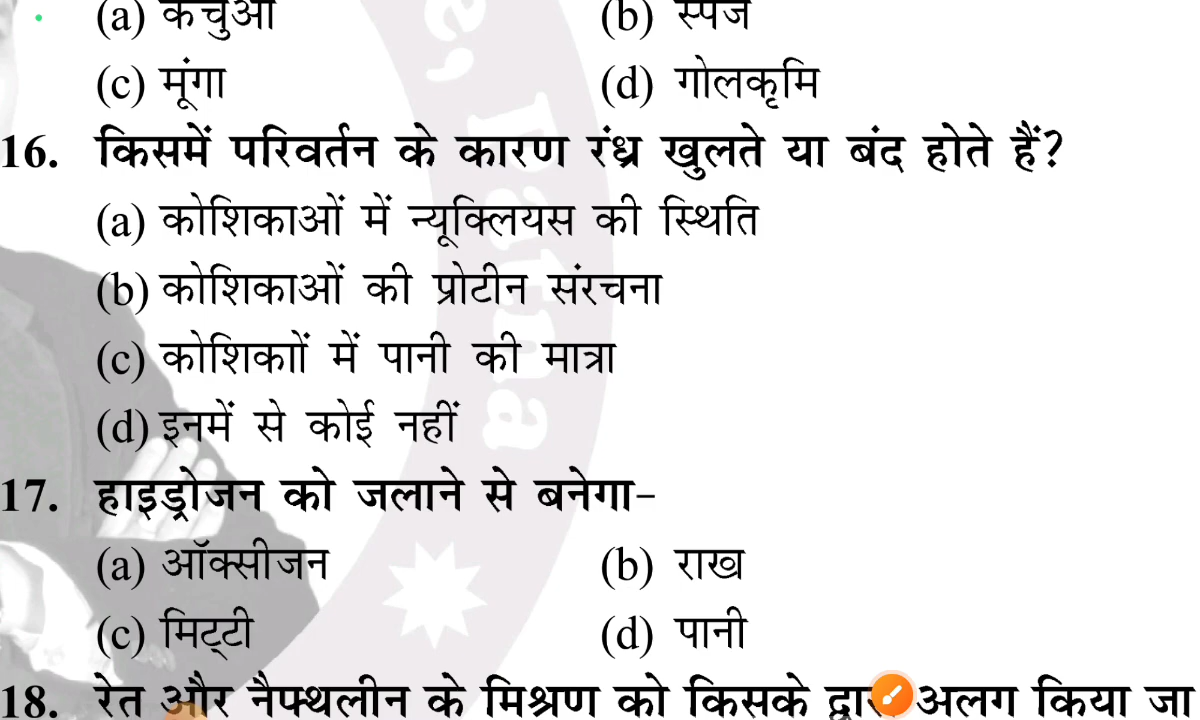 (a) केंचुआ (b) स्पंज
(c) मूंगा (d) गोलकृमि
16. किसमें परिवर्तन के कारण रंध्र खुलते या बंद होते हैं?
(a) कोशिकाओं में न्यूक्लियस की स्थिति
(b) कोशिकाओं की प्रोटीन संरचना
(c) कोशिकाों में पानी की मात्रा
(d) इनमें से कोई नहीं
17. हाइड्रोजन को जलाने से बनेगा–
(a) ऑक्सीजन (b) राख
(c) मिट्टी (d) पानी
18. रेत और नैफ्थलीन के मिश्रण को किसके अलग किया जा